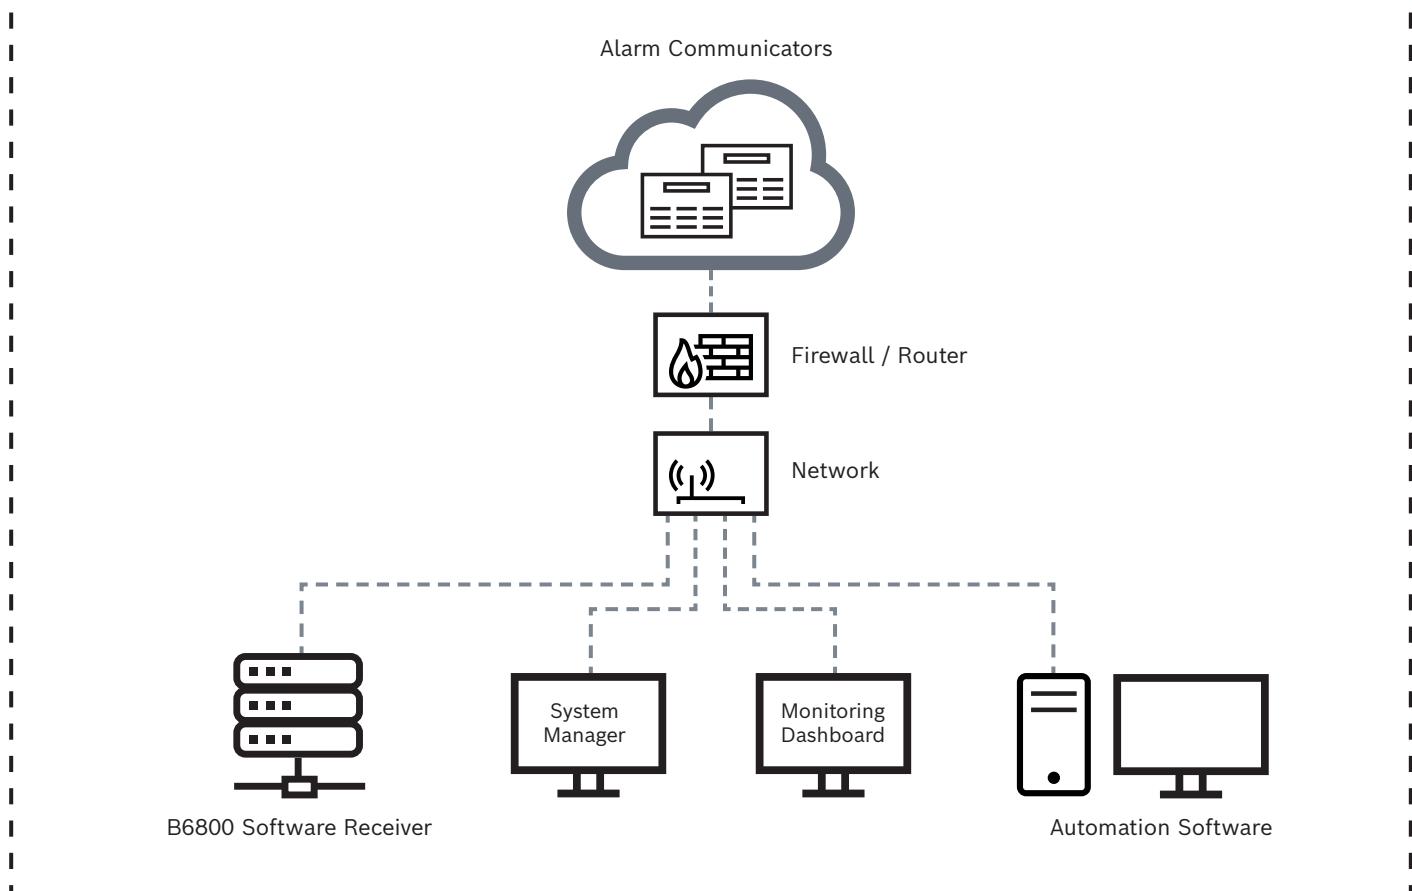 Alarm Communicators
Firewall / Router
Network
System
Manager
Monitoring
Dashboard
B6800 Software Receiver
Automation Software